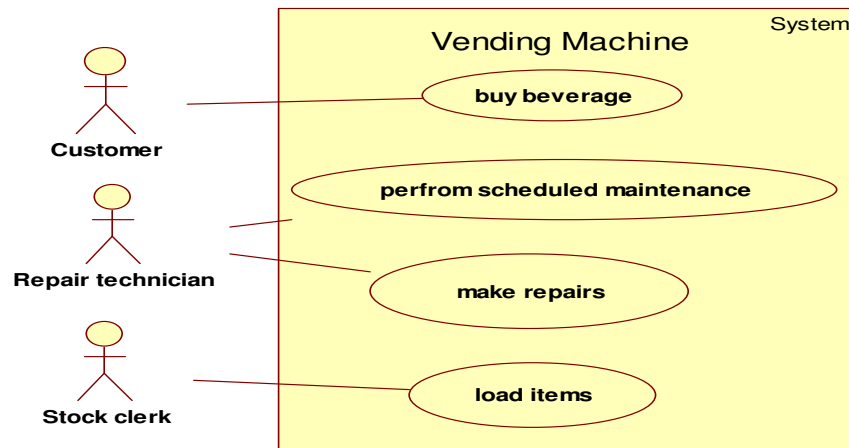 System
Vending Machine
buy beverage
Customer
perfrom scheduled maintenance
Repair technician
make repairs
load items
Stock clerk